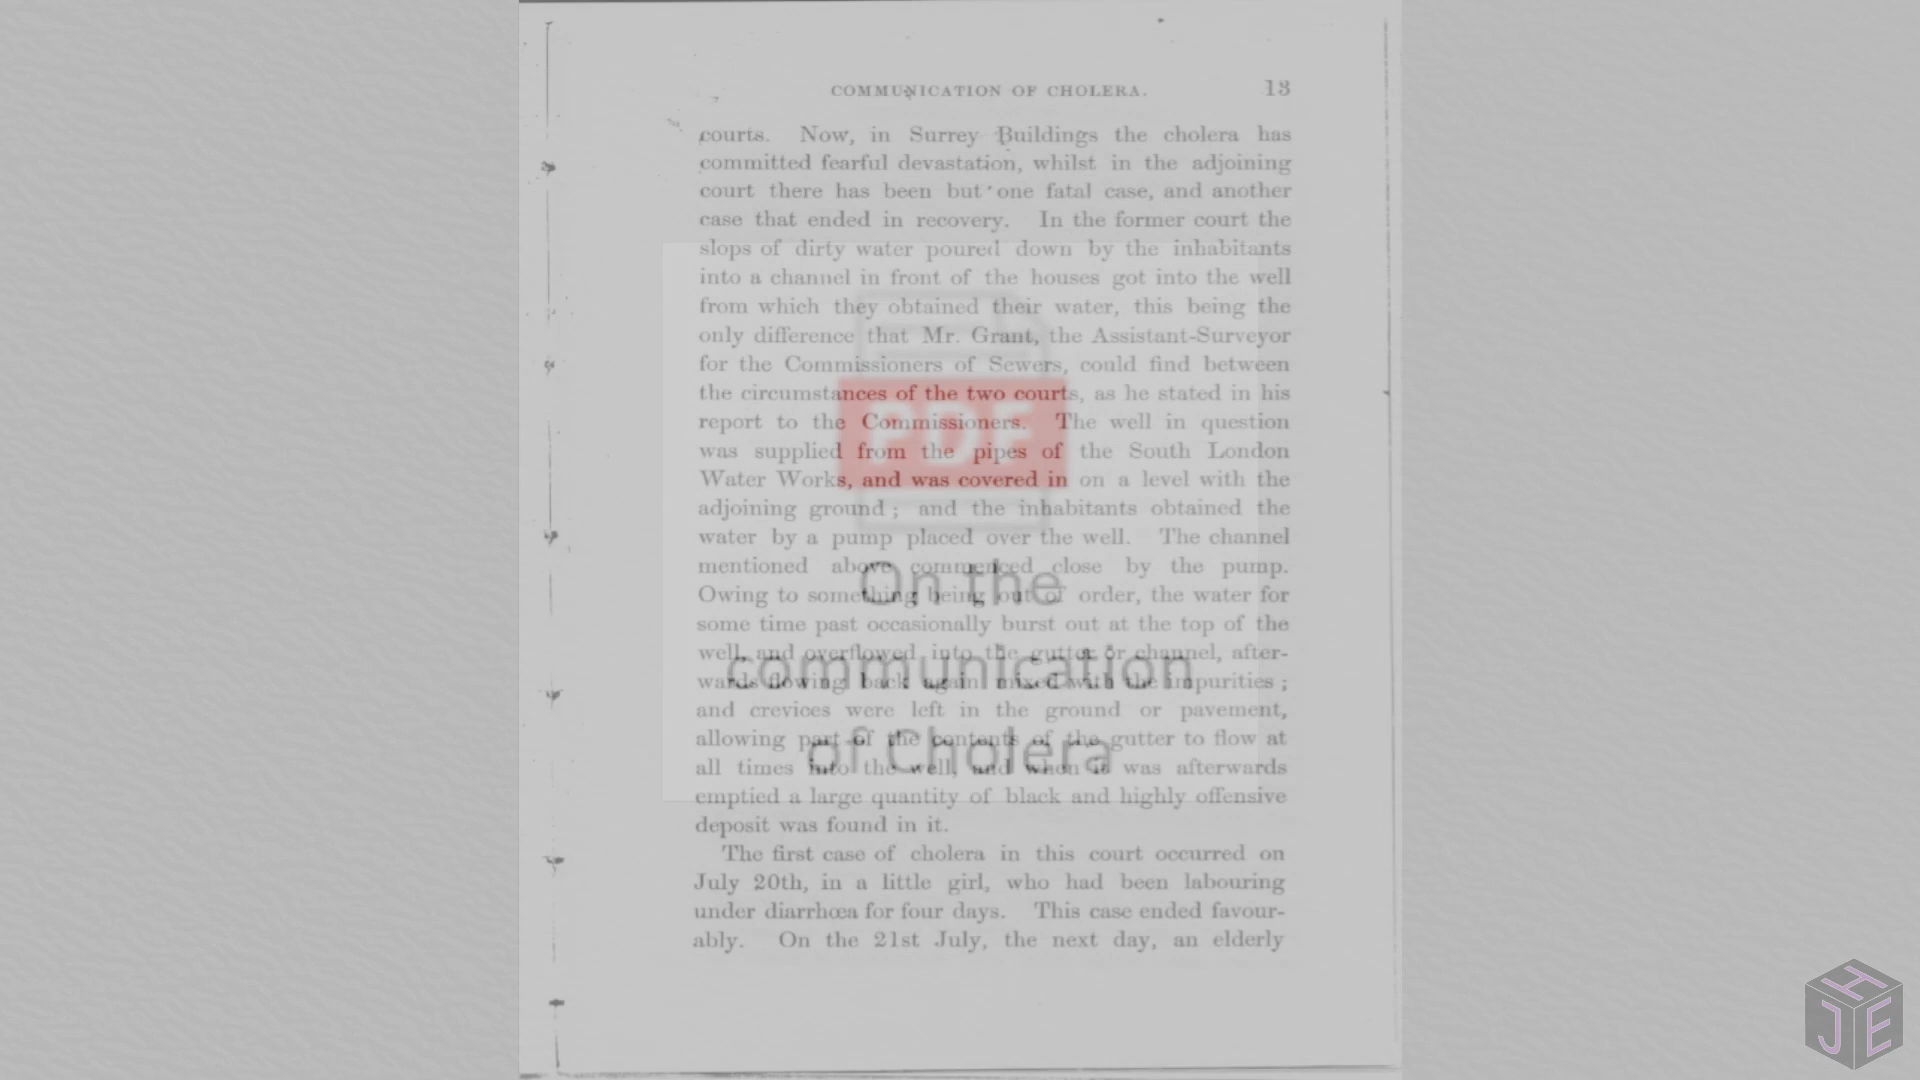 COMMUNICATION OF CHOLERA. 13
courts. Now, in Surrey Buildings the cholera has
committed fearful devastation, whilst in the adjoining
court there has been but one fatal case, and another
case that ended in recovery. In the former court the
slops of dirty water poured down by the inhabitants
into a channel in front of the houses got into the well
from which they obtained their water, this being the
only difference that Mr. Grant, the Assistant-Surveyor
for the Commissioners of Sewers, could find between
the circumstances of the two courts, as he stated in his
report to the Commissioners. The well in question
was supplied from the pipes of the South London
Water Works, and was covered in on a level with the
adjoining ground; and the inhabitants obtained the
water by a pump placed over the well. The channel
mentioned above commenced close by the pump.
Owing to something being out of order, the water for
some time past occasionally burst out at the top of the
well, and overflowed into the gutter or channel, after-
wards flowing back again mixed with the impurities;
and crevices were left in the ground or pavement,
allowing part of the contents of the gutter to flow at
all times into the well, and when it was afterwards
emptied a large quantity of black and highly offensive
deposit was found in it.
The first case of cholera in this court occurred on
July 20th, in a little girl, who had been labouring
under diarrhœa for four days. This case ended favour-
ably. On the 21st July, the next day, an elderly
PDF
On the
communication
of Cholera
H
J E